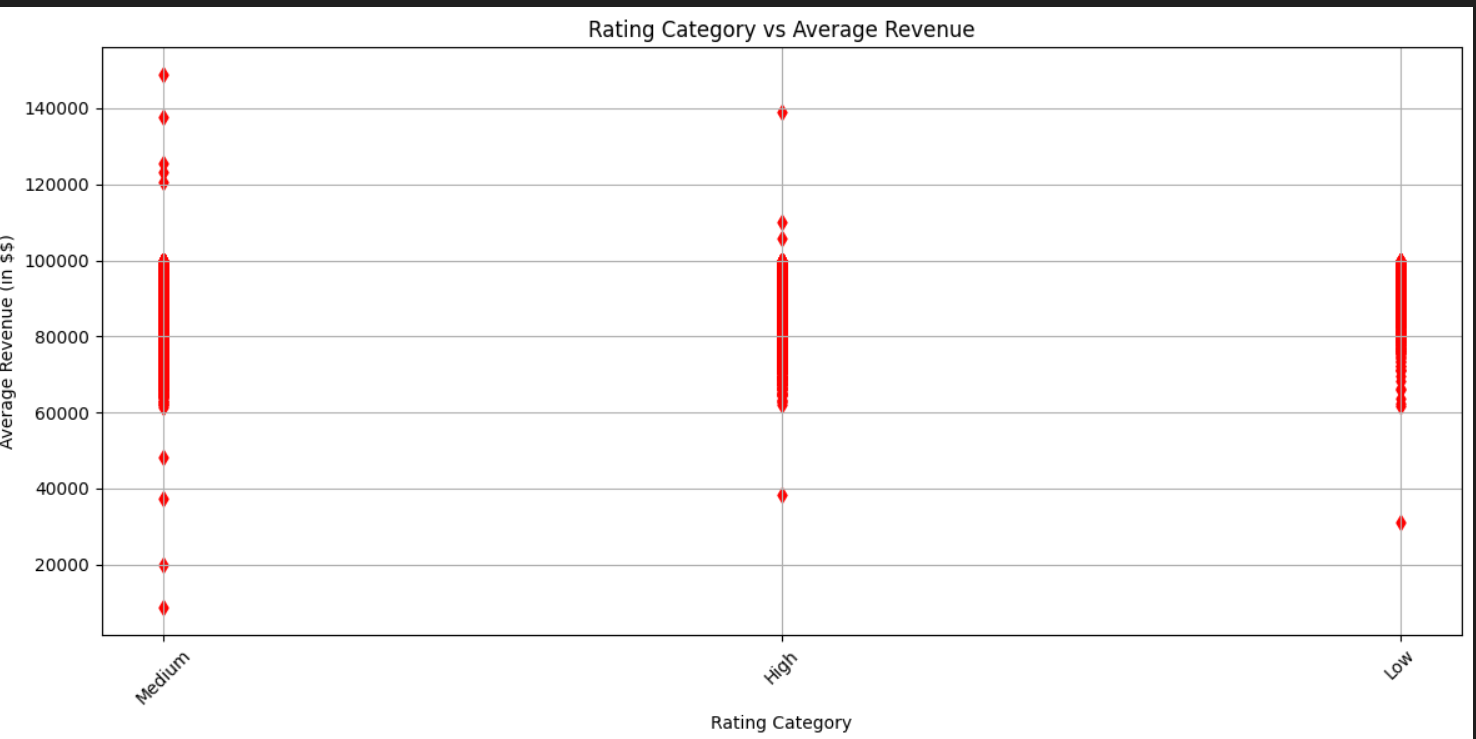 Rating Category vs Average Revenue
140000
120000
100000
80000
60000
40000
20000
Average Revenue (in $$)
Medium
High
Low
Rating Category